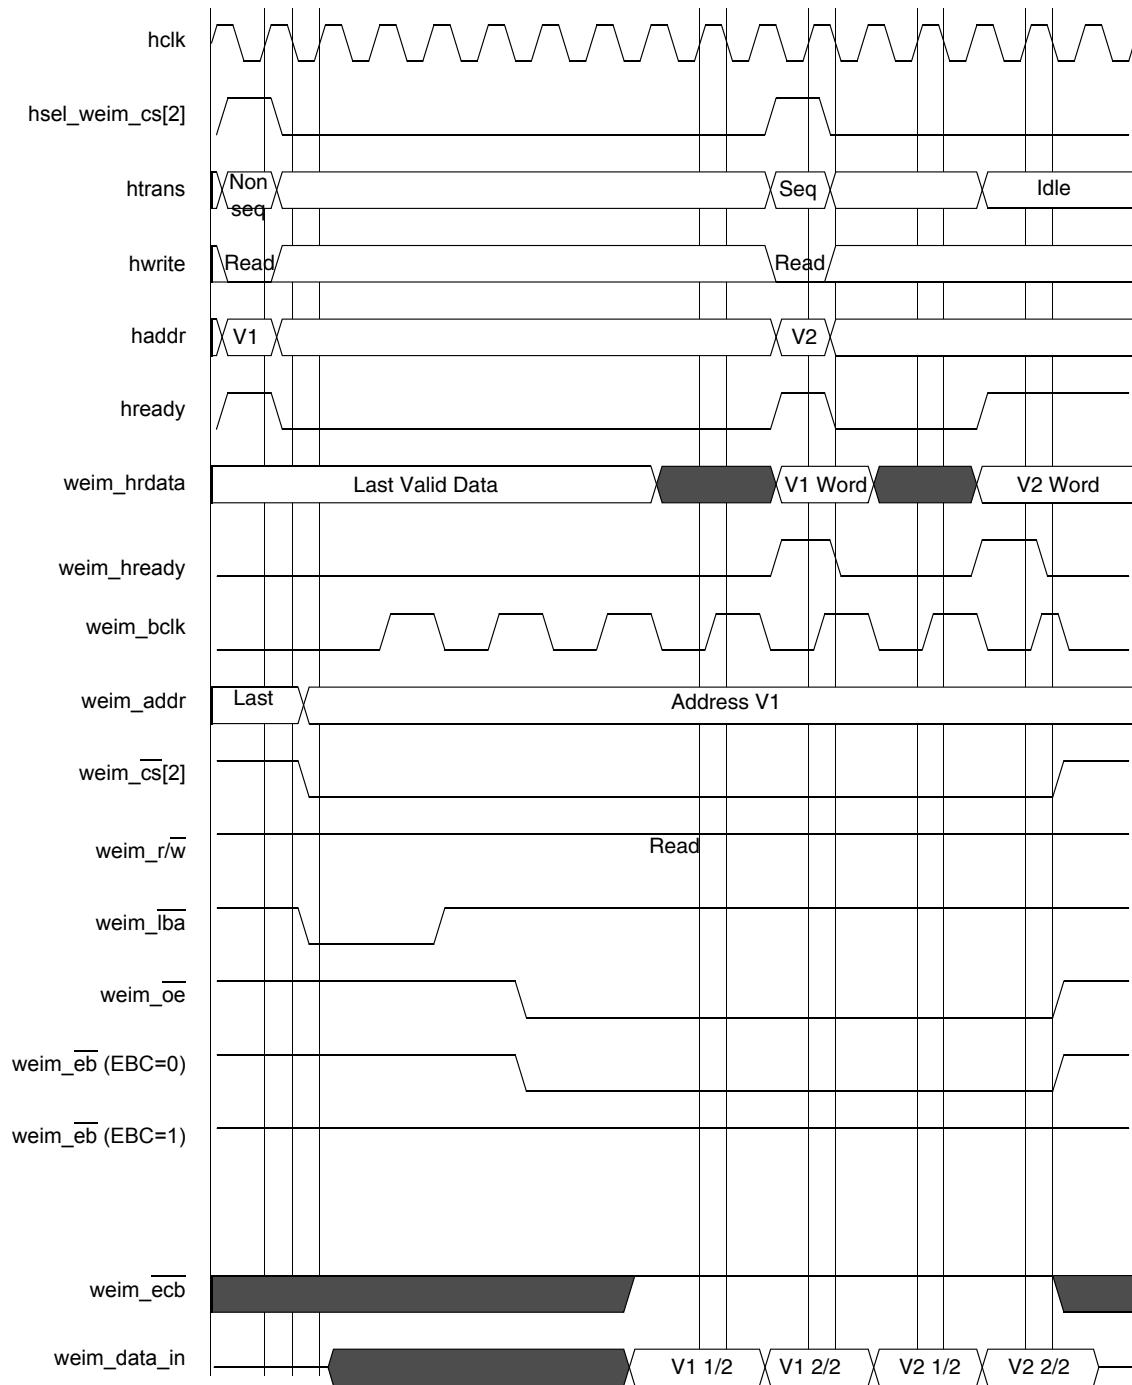 hclk
hsel_weim_cs[2]
htrans
Non
seq
Seq
Idle
hwrite
Read
Read
haddr
V1
V2
hready
weim_hrdata
Last Valid Data
V1 Word
V2 Word
weim_hready
weim_bclk
weim_addr
Last
Address V1
weim_cs[2]
weim_r/w
Read
weim_lba
weim_oe
weim_eb (EBC=0)
weim_eb (EBC=1)
weim_ecb
weim_data_in
V1 1/2
V1 2/2
V2 1/2
V2 2/2